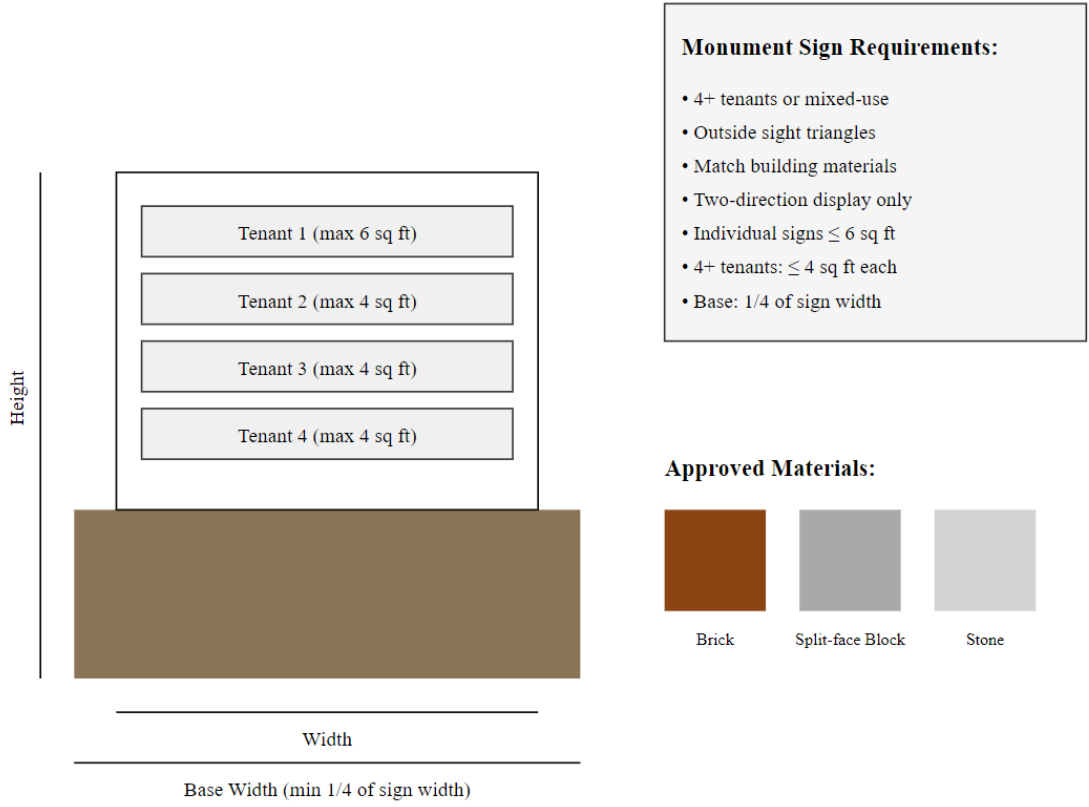 Monument Sign Requirements:
• 4+ tenants or mixed-use
• Outside sight triangles
• Match building materials
• Two-direction display only
• Individual signs ≤ 6 sq ft
• 4+ tenants: ≤ 4 sq ft each
• Base: 1/4 of sign width
Tenant 1 (max 6 sq ft)
Tenant 2 (max 4 sq ft)
Tenant 3 (max 4 sq ft)
Tenant 4 (max 4 sq ft)
Height
Approved Materials:
Brick
Split-face Block
Stone
Width
Base Width (min 1/4 of sign width)